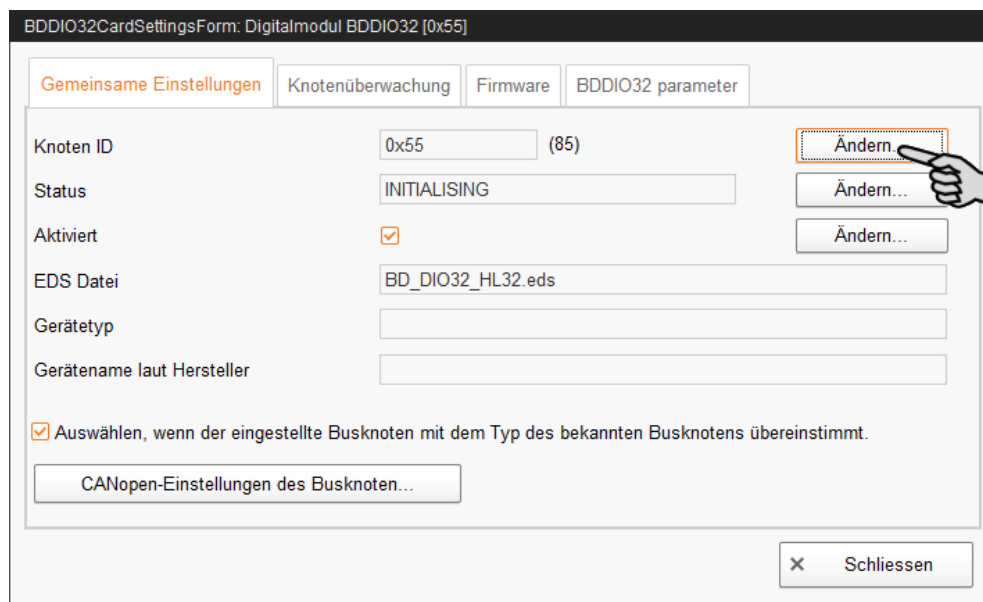 BDDIO32CardSettingsForm: Digitalmodul BDDIO32 [0x55]
Gemeinsame Einstellungen Knotenüberwachung Firmware BDDIO32 parameter
Knoten ID 0x55 (85) Ändern...
Status INITIALISING Ändern...
Aktiviert Ändern...
EDS Datei BD_DIO32_HL32.eds
Gerätetyp
Gerätename laut Hersteller
Auswählen, wenn der eingestellte Busknoten mit dem Typ des bekannten Busknotens übereinstimmt.
CANopen-Einstellungen des Busknoten...
Schliessen